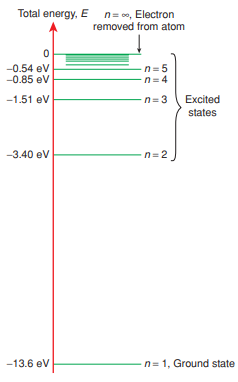 Total energy, E
n = ∞, Electron
removed from atom
0
−0.54 eV
n = 5
−0.85 eV
n = 4
−1.51 eV
n = 3
Excited
states
−3.40 eV
n = 2
−13.6 eV
n = 1, Ground state